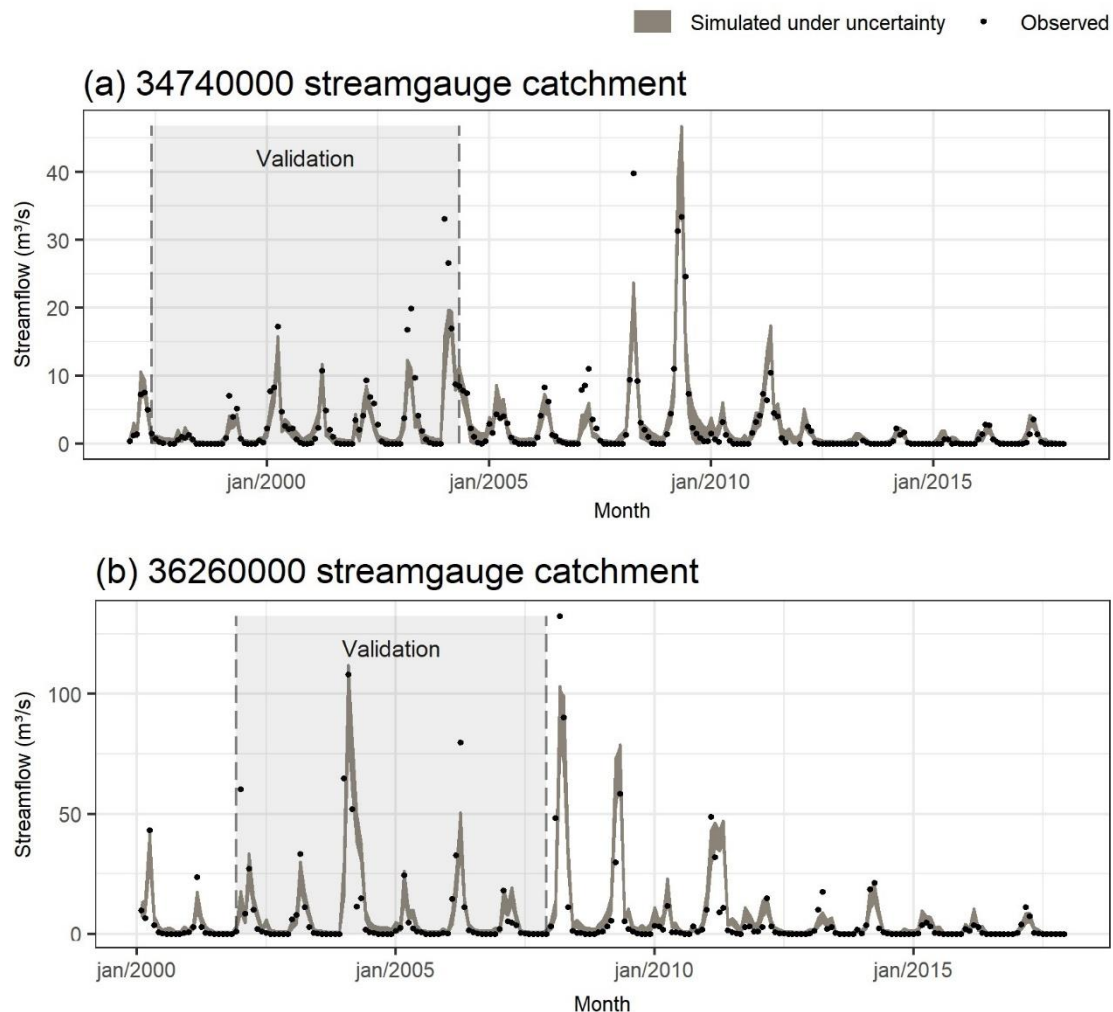 Simulated under uncertainty Observed
(a) 34740000 streamgauge catchment
Validation
Streamflow (m³/s)
40
30
20
10
0
jan/2000 jan/2005 jan/2010 jan/2015
Month
(b) 36260000 streamgauge catchment
Validation
Streamflow (m³/s)
100
50
0
jan/2000 jan/2005 jan/2010 jan/2015
Month